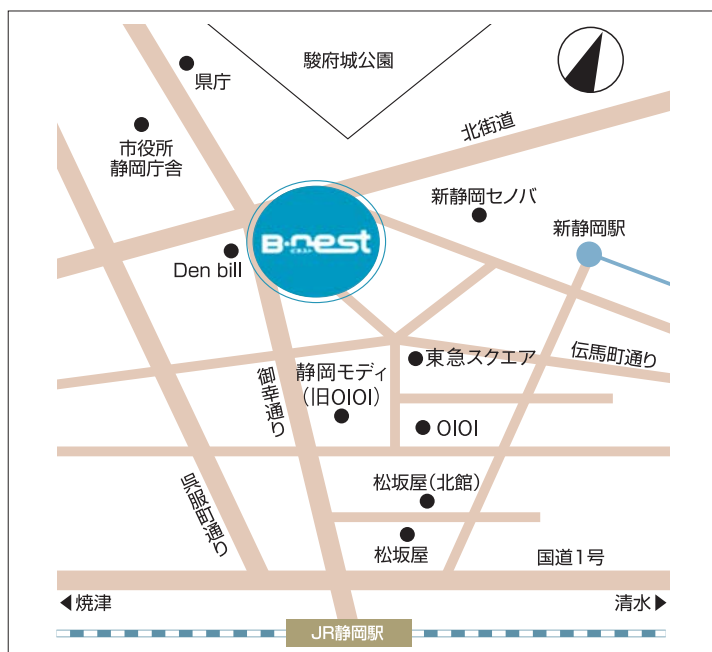 駿府城公園
県庁
北街道
市役所
静岡庁舎
新静岡セノバ
新静岡駅
B・nest
ビネスト
Den bill
伝馬町通り
東急スクエア
静岡モディ
(旧OIOI)
御幸通り
OIOI
松坂屋(北館)
呉服町通り
松坂屋
国道1号
◀焼津
清水▶
JR静岡駅